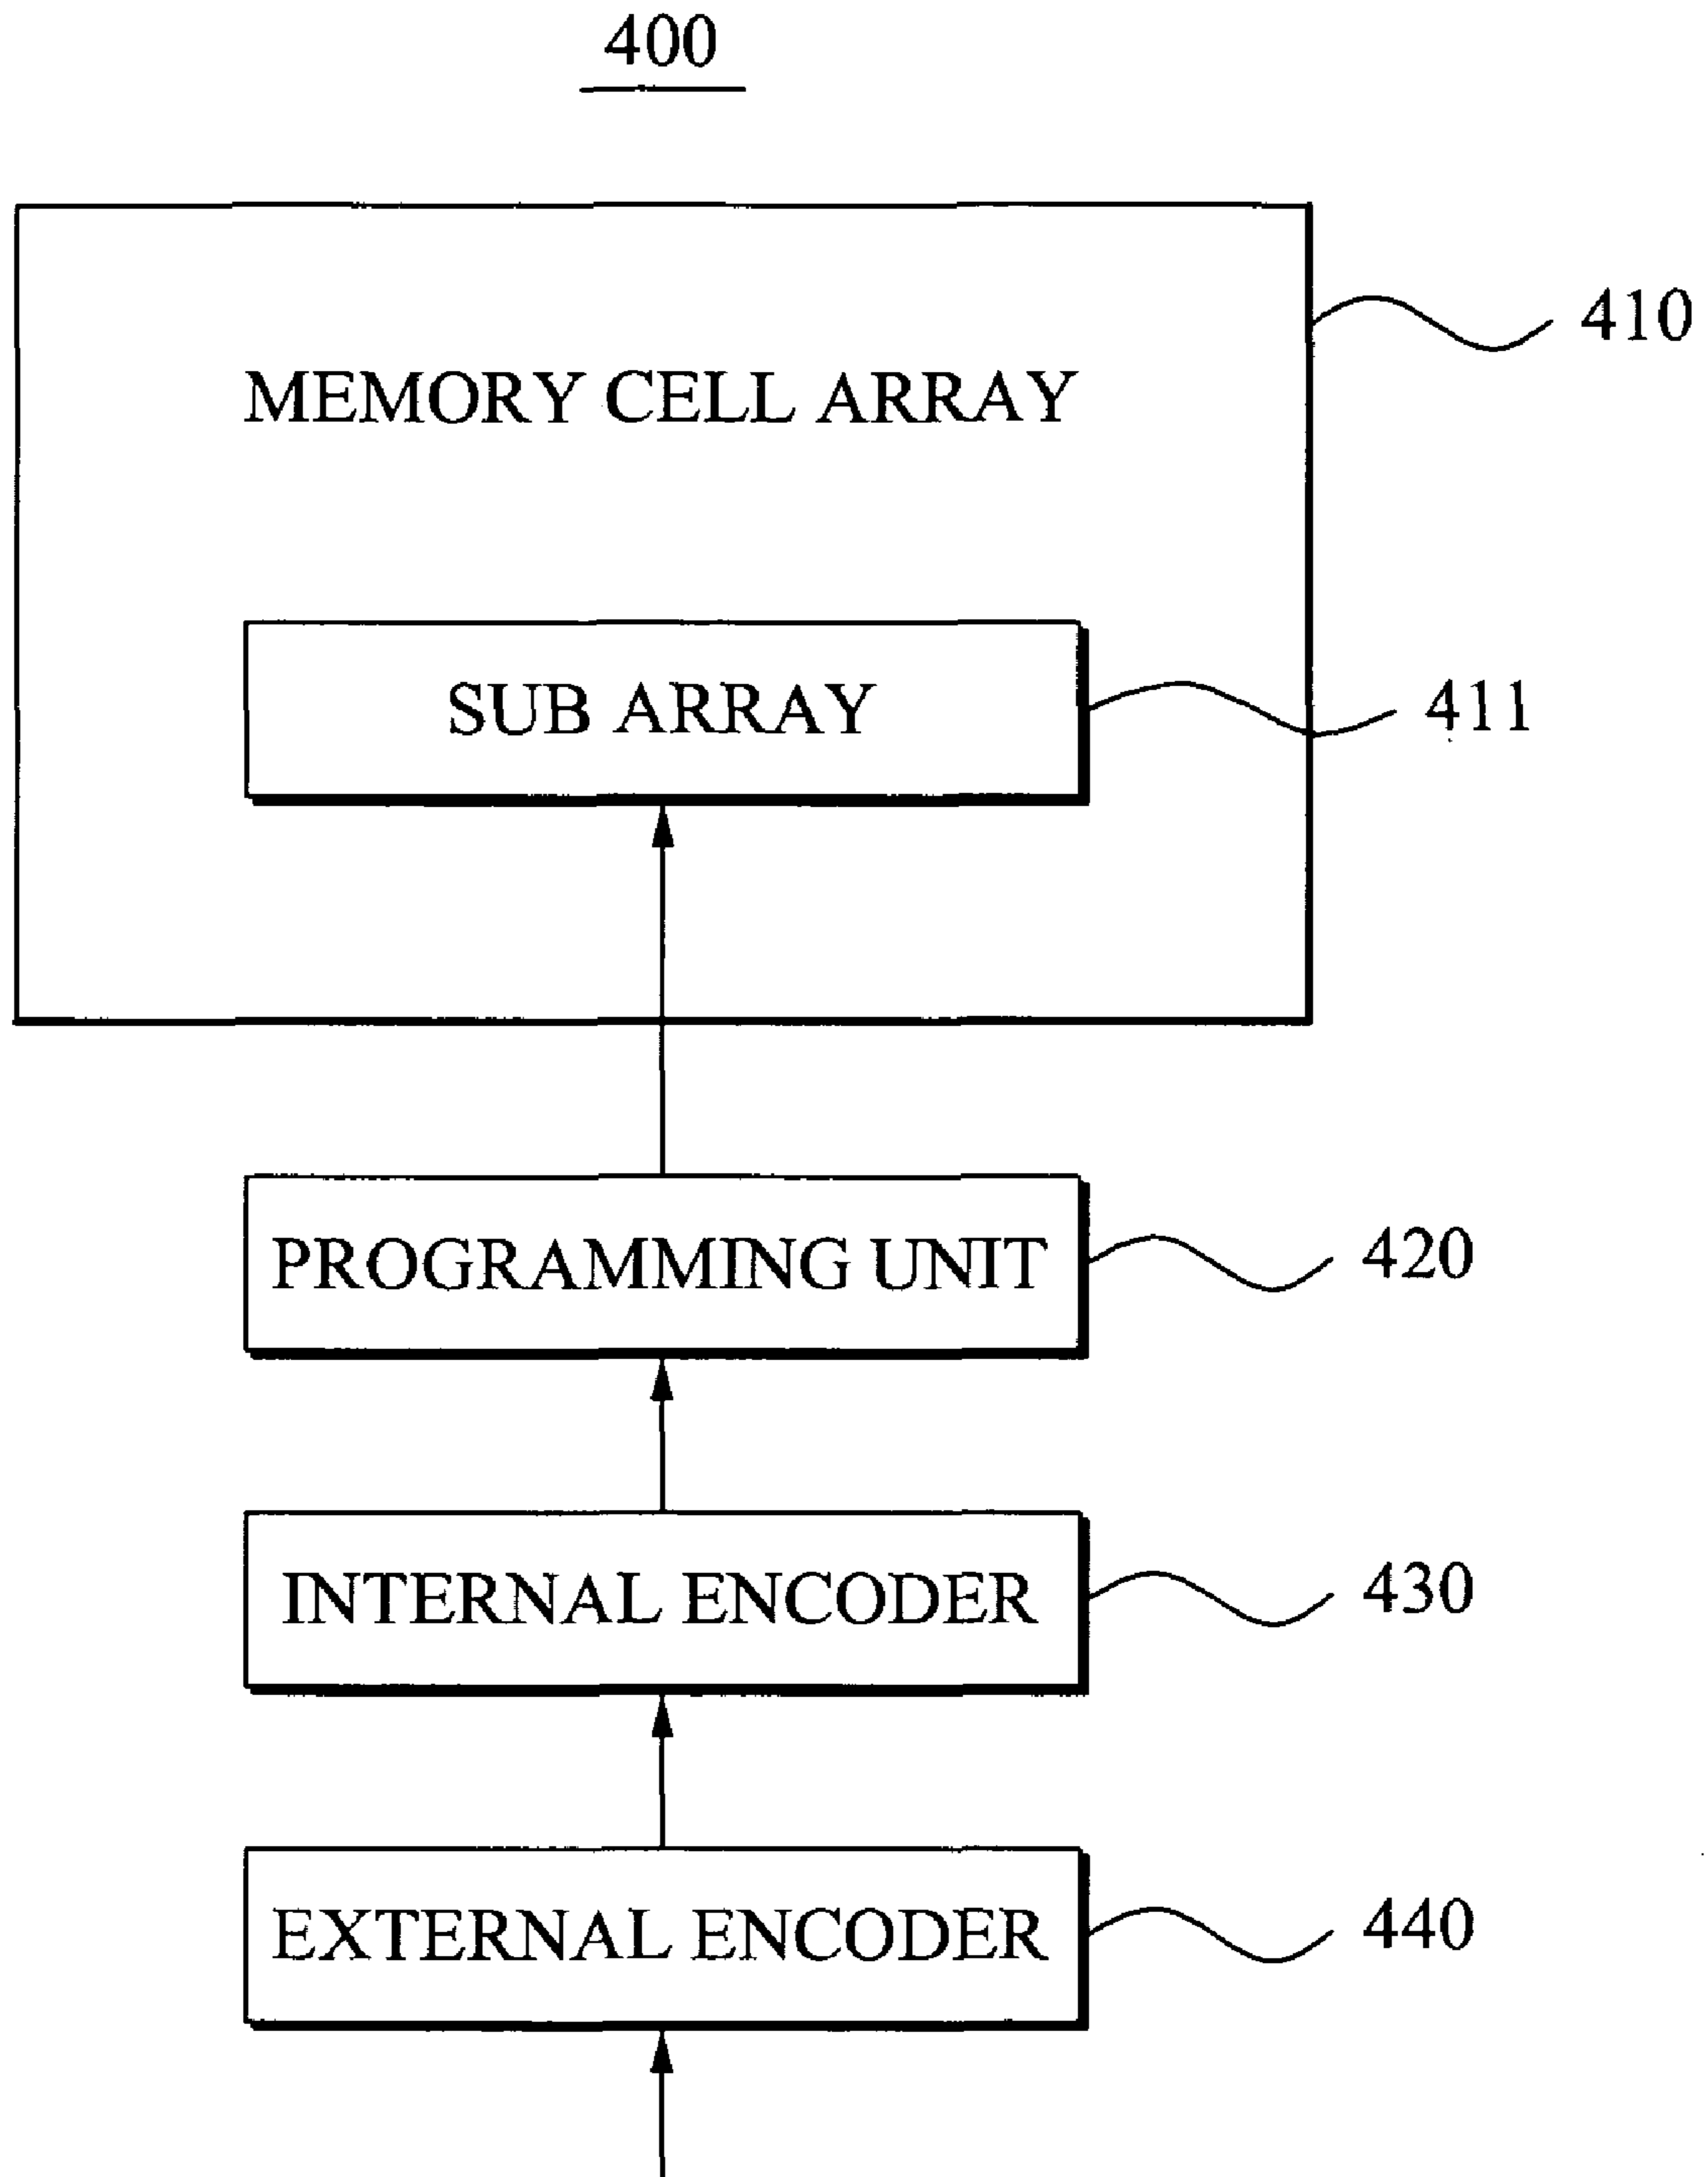 400
410
MEMORY CELL ARRAY
SUB ARRAY
411
PROGRAMMING UNIT
420
INTERNAL ENCODER
430
EXTERNAL ENCODER
440